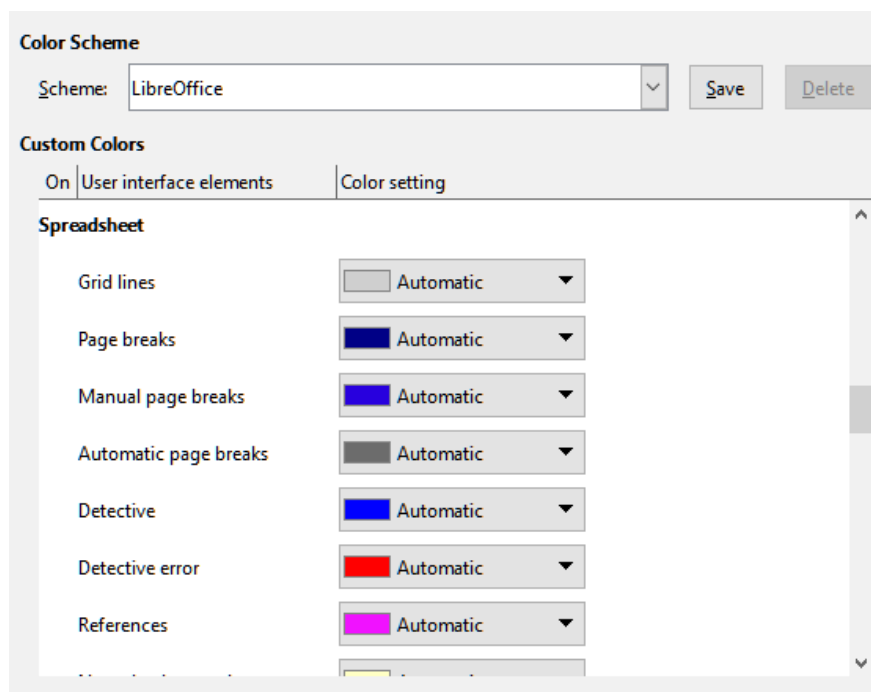 Color Scheme
Scheme: LibreOffice Save Delete
Custom Colors
On User interface elements Color setting
Spreadsheet
Grid lines Automatic
Page breaks Automatic
Manual page breaks Automatic
Automatic page breaks Automatic
Detective Automatic
Detective error Automatic
References Automatic